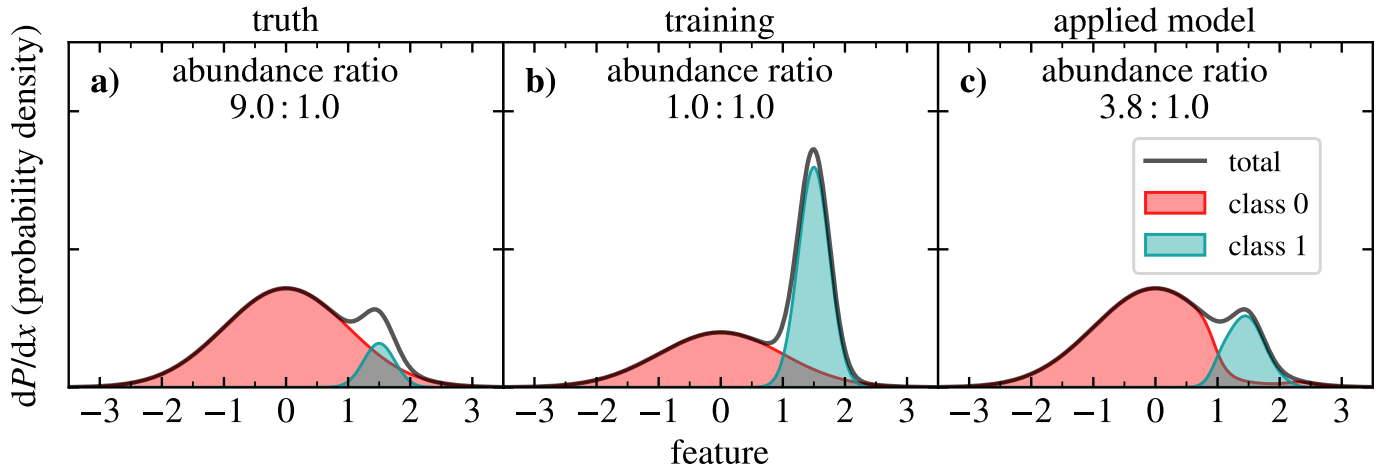 truth
training
applied model
dP/dx (probability density)
a)
abundance ratio
9.0 : 1.0
b)
abundance ratio
1.0 : 1.0
c)
abundance ratio
3.8 : 1.0
total
class 0
class 1
−3 −2 −1 0 1 2 3
−3 −2 −1 0 1 2 3
−3 −2 −1 0 1 2 3
feature